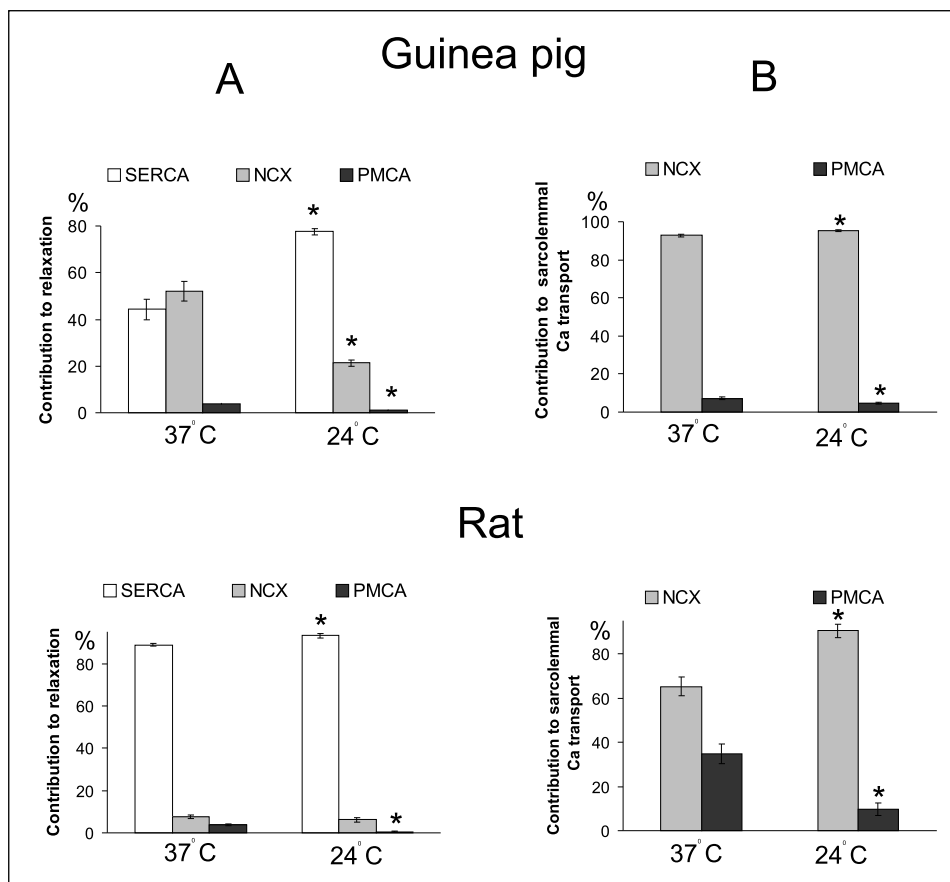 Guinea pig
A
B
SERCA NCX PMCA
%
Contribution to relaxation
80
60
40
20
0
*
*
*
37°C
24°C
NCX PMCA
%
Contribution to sarcolemmal
Ca transport
100
80
60
40
20
0
*
*
37°C
24°C
Rat
SERCA NCX PMCA
%
Contribution to relaxation
80
60
40
20
0
*
*
37°C
24°C
NCX PMCA
%
Contribution to sarcolemmal
Ca transport
80
60
40
20
0
*
*
37°C
24°C